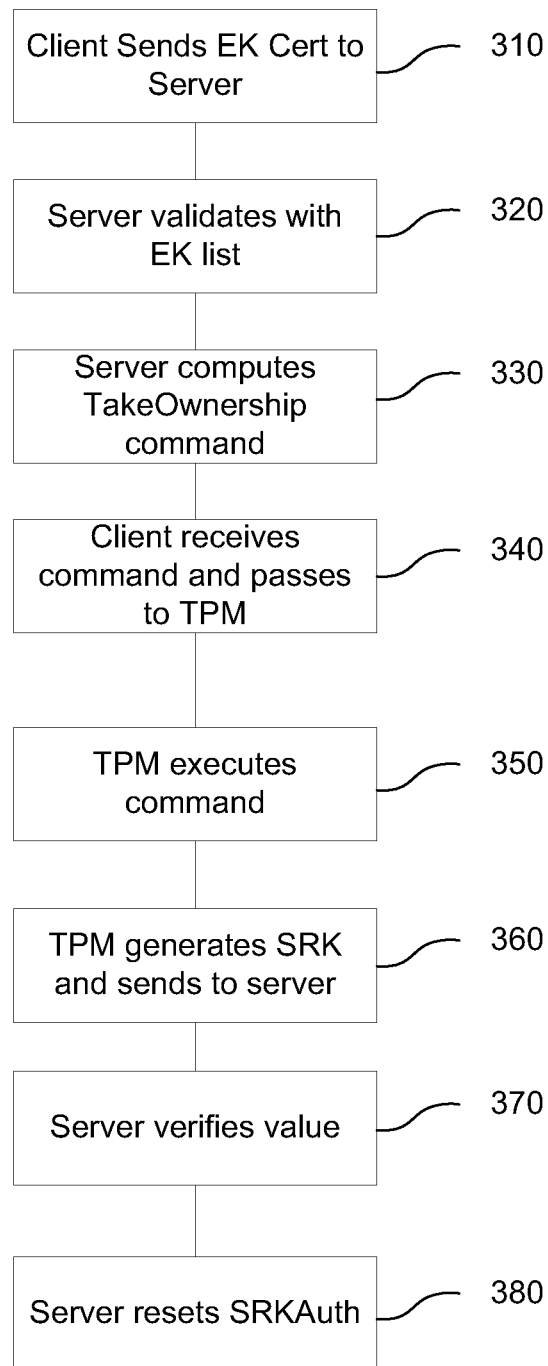 Client Sends EK Cert to
Server
310
Server validates with
EK list
320
Server computes
TakeOwnership
command
330
Client receives
command and passes
to TPM
340
TPM executes
command
350
TPM generates SRK
and sends to server
360
Server verifies value
370
Server resets SRKAuth
380